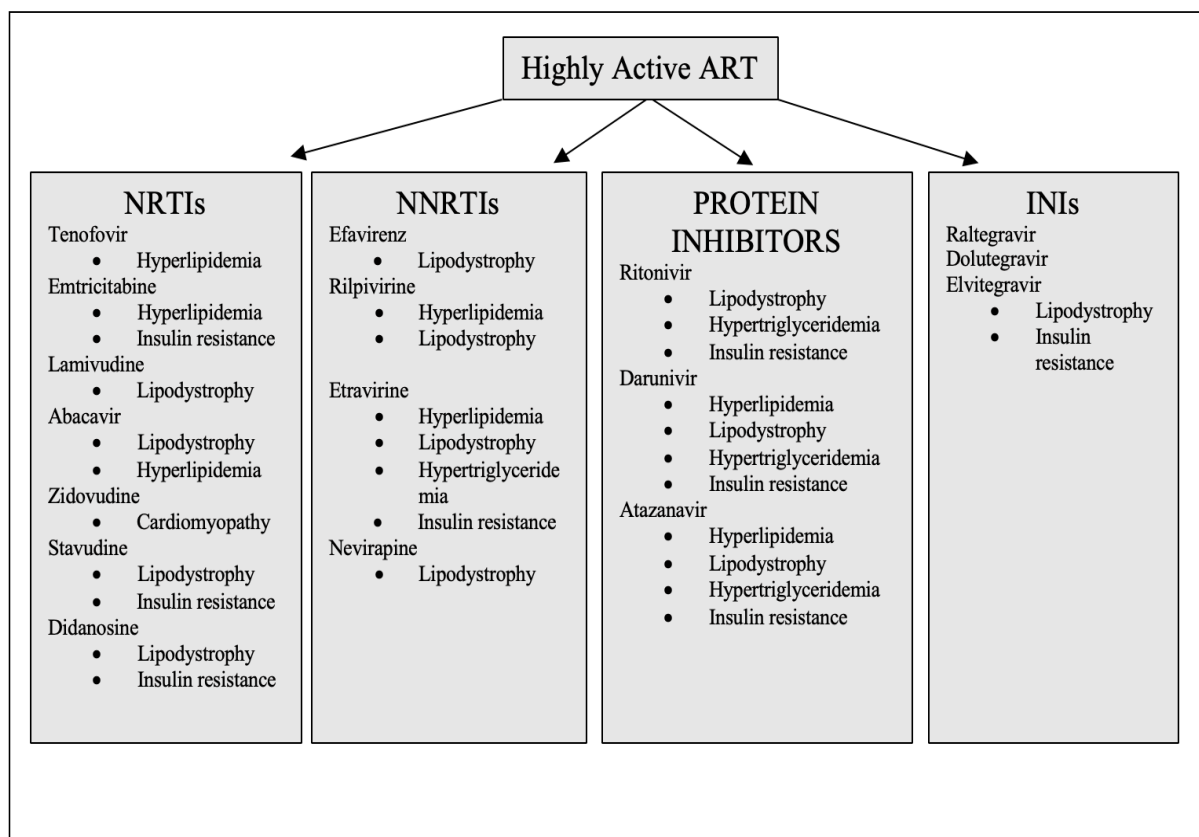 Highly Active ART
NRTIs
Tenofovir
• Hyperlipidemia
Emtricitabine
• Hyperlipidemia
• Insulin resistance
Lamivudine
• Lipodystrophy
Abacavir
• Lipodystrophy
• Hyperlipidemia
Zidovudine
• Cardiomyopathy
Stavudine
• Lipodystrophy
• Insulin resistance
Didanosine
• Lipodystrophy
• Insulin resistance
NNRTIs
Efavirenz
• Lipodystrophy
Rilpivirine
• Hyperlipidemia
• Lipodystrophy
Etravirine
• Hyperlipidemia
• Lipodystrophy
• Hypertriglyceride
mia
• Insulin resistance
Nevirapine
• Lipodystrophy
PROTEIN
INHIBITORS
Ritonivir
• Lipodystrophy
• Hypertriglyceridemia
• Insulin resistance
Darunivir
• Hyperlipidemia
• Lipodystrophy
• Hypertriglyceridemia
• Insulin resistance
Atazanavir
• Hyperlipidemia
• Lipodystrophy
• Hypertriglyceridemia
• Insulin resistance
INIs
Raltegravir
Dolutegravir
Elvitegravir
• Lipodystrophy
• Insulin
resistance